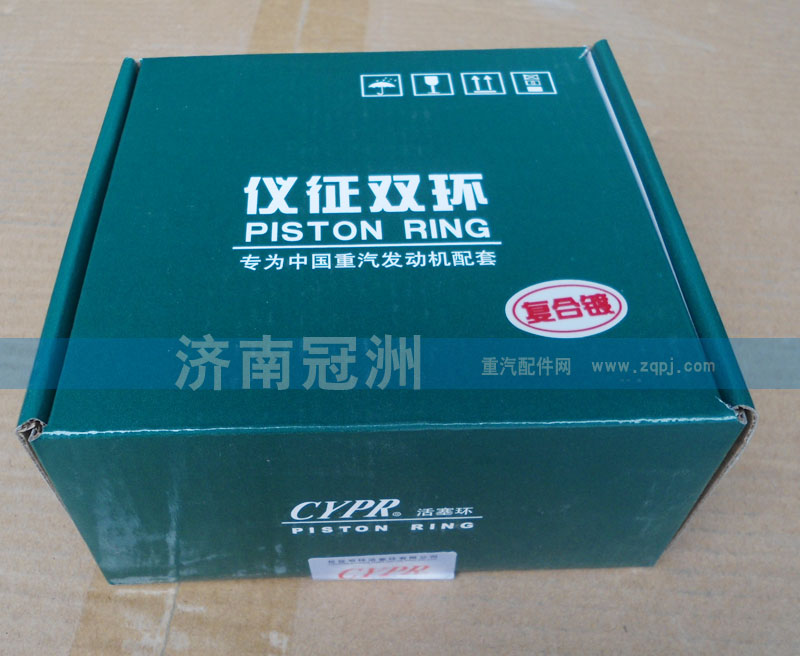 仪征双环
PISTON RING
专为中国重汽发动机配套
复合镀
济南冠洲
重汽配件网 www.zqpj.com
CYPR® 活塞环
PISTON RING
CYPR